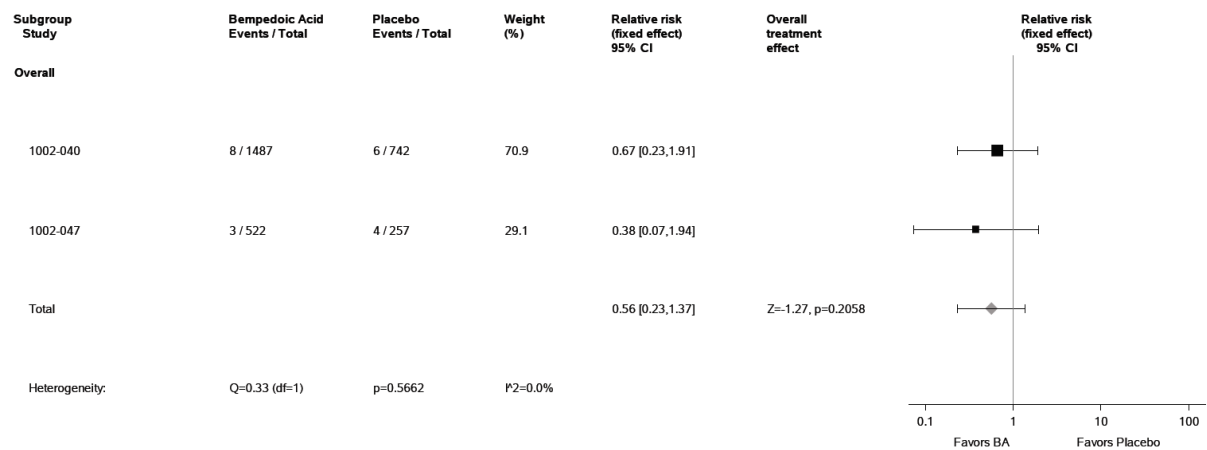 Subgroup Bempedoic Acid Placebo Weight Relative risk Overall Relative risk
Study Events / Total Events / Total (%) (fixed effect) treatment (fixed effect)
95% CI effect 95% CI
Overall
1002-040 8 / 1487 6 / 742 70.9 0.67 [0.23,1.91]
1002-047 3 / 522 4 / 257 29.1 0.38 [0.07,1.94]
Total 0.56 [0.23,1.37] Z=-1.27, p=0.2058
Heterogeneity: Q=0.33 (df=1) p=0.5662 I^2=0.0%
0.1 1 10 100
Favors BA Favors Placebo